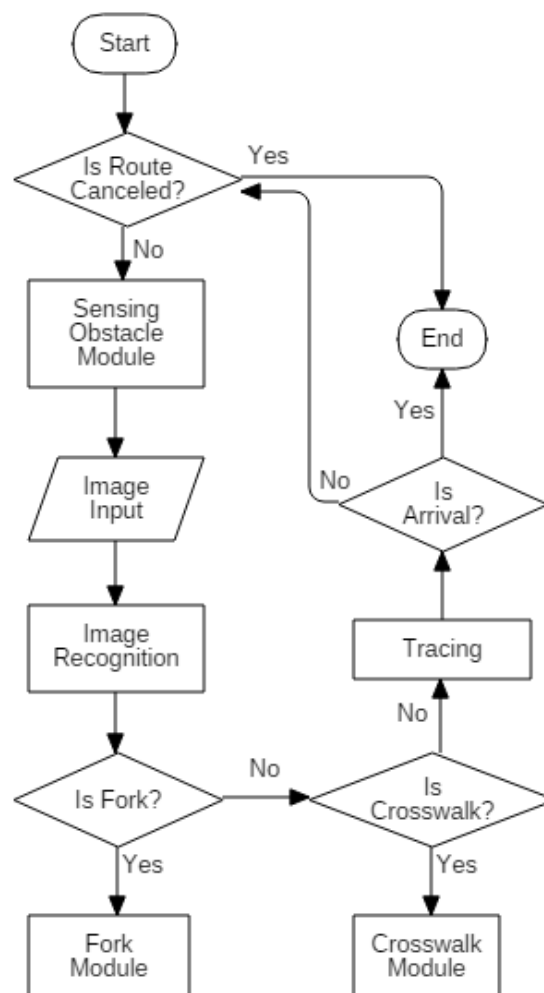 Start
Is Route
Canceled?
Yes
No
Sensing
Obstacle
Module
End
Yes
Image
Input
No
Is
Arrival?
Image
Recognition
Tracing
No
Is Fork?
No
Is
Crosswalk?
Yes
Yes
Fork
Module
Crosswalk
Module